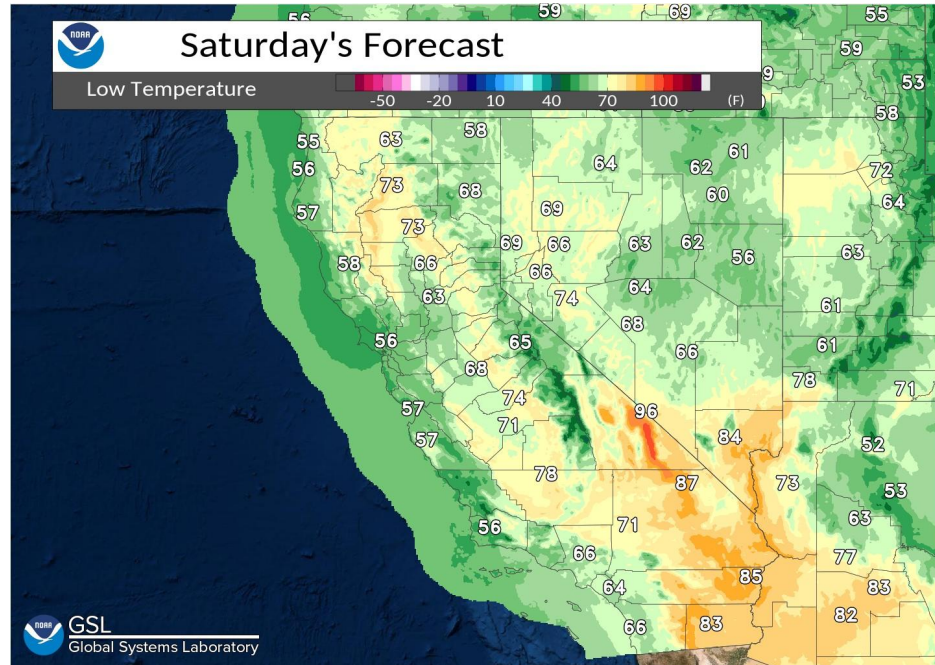 56 59 69 55
NOAA
Saturday's Forecast
59
Low Temperature
-50 -20 10 40 70 100 (F)
53
58
58
55 63 61
56 64 62 72
73 68 60
57 69 64
73
69 66 63 62 63
58 66 66 56
63 74 64 61
68
56 65 66 61
68 78 71
74
57 96
71 84 52
57
78 87 73 53
63
56 71
66 77
64 85 83
82
66 83
NOAA
GSL
Global Systems Laboratory